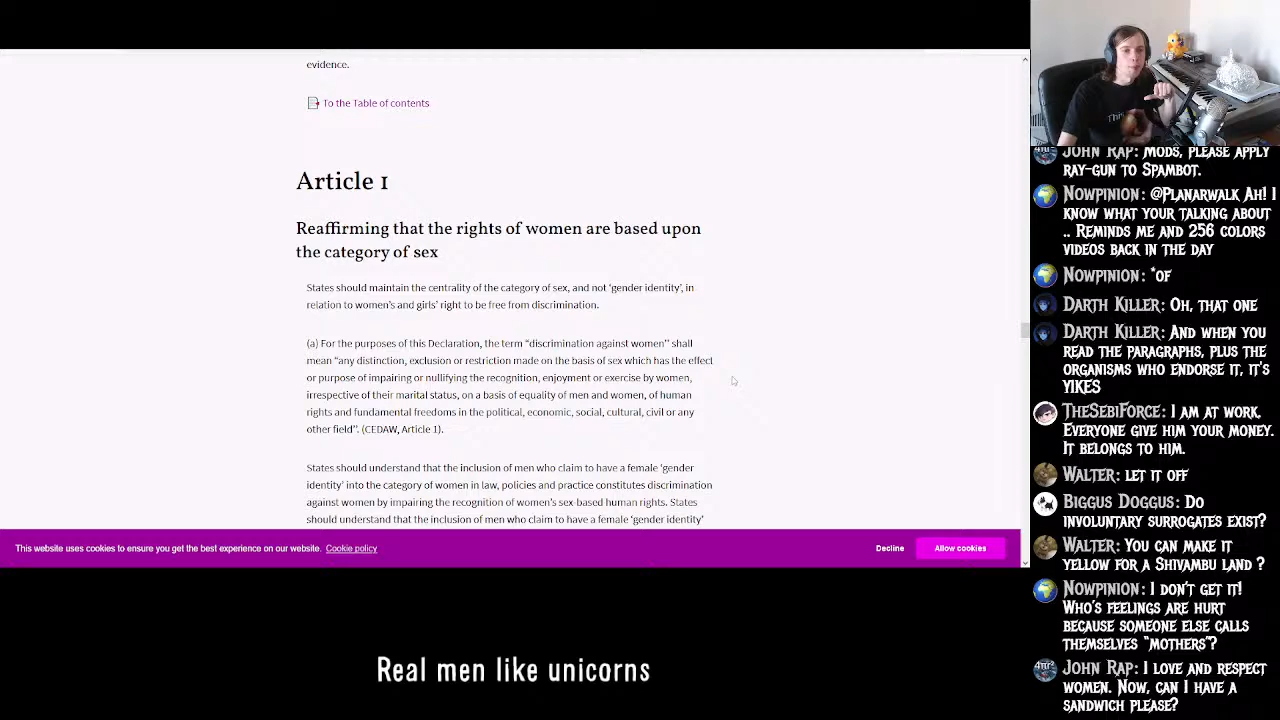 evidence.
To the Table of contents
Article 1
Reaffirming that the rights of women are based upon
the category of sex
States should maintain the centrality of the category of sex, and not ‘gender identity’, in
relation to women’s and girls’ right to be free from discrimination.
(a) For the purposes of this Declaration, the term “discrimination against women” shall
mean “any distinction, exclusion or restriction made on the basis of sex which has the effect
or purpose of impairing or nullifying the recognition, enjoyment or exercise by women,
irrespective of their marital status, on a basis of equality of men and women, of human
rights and fundamental freedoms in the political, economic, social, cultural, civil or any
other field”. (CEDAW, Article 1).
States should understand that the inclusion of men who claim to have a female ‘gender
identity’ into the category of women in law, policies and practice constitutes discrimination
against women by impairing the recognition of women’s sex-based human rights. States
should understand that the inclusion of men who claim to have a female ‘gender identity’
This website uses cookies to ensure you get the best experience on our website. Cookie policy
Decline
Allow cookies
Real men like unicorns
John Rap: Mods, please apply
ray-gun to Spambot.
Nowpinion: @Planarwalk Ah! I
know what your talking about
.. Reminds me and 256 colors
videos back in the day
Nowpinion: *of
Darth Killer: Oh, that one
Darth Killer: And when you
read the paragraphs, plus the
organisms who endorse it, it's
YIKES
TheSebiForce: I am at work.
Everyone give him your money.
It belongs to him.
Walter: let it off
Biggus Doggus: Do
involuntary surrogates exist?
Walter: You can make it
yellow for a Shivambu land ?
Nowpinion: I don't get it!
Who's feelings are hurt
because someone else calls
themselves "mothers"?
John Rap: I love and respect
women. Now, can I have a
sandwich please?